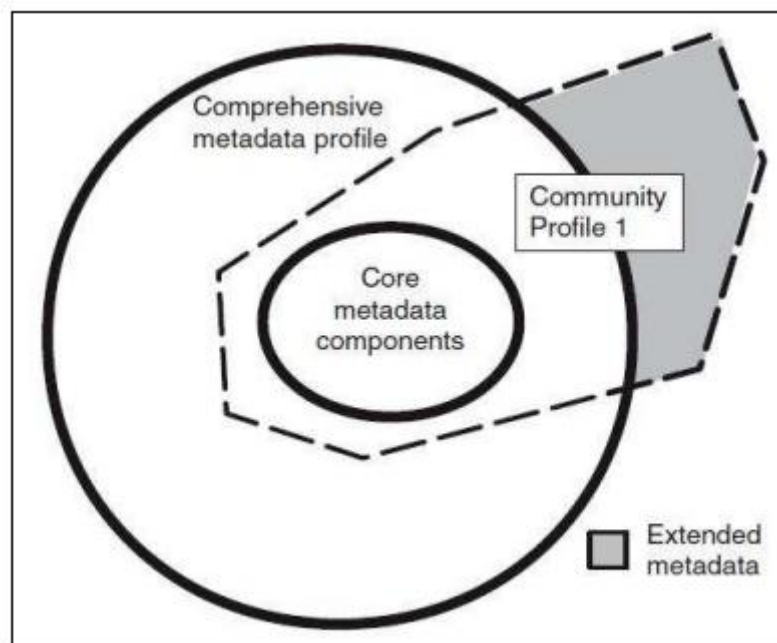 Comprehensive
metadata profile
Community
Profile 1
Core
metadata
components
Extended
metadata